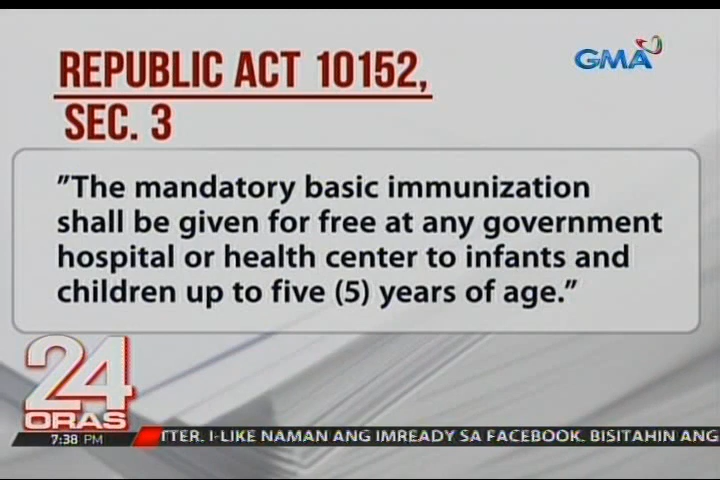 REPUBLIC ACT 10152,
SEC. 3
GMA
"The mandatory basic immunization
shall be given for free at any government
hospital or health center to infants and
children up to five (5) years of age."
24
ORAS
7:38 PM
TTER. I-LIKE NAMAN ANG IMREADY SA FACEBOOK. BISITAHIN ANG